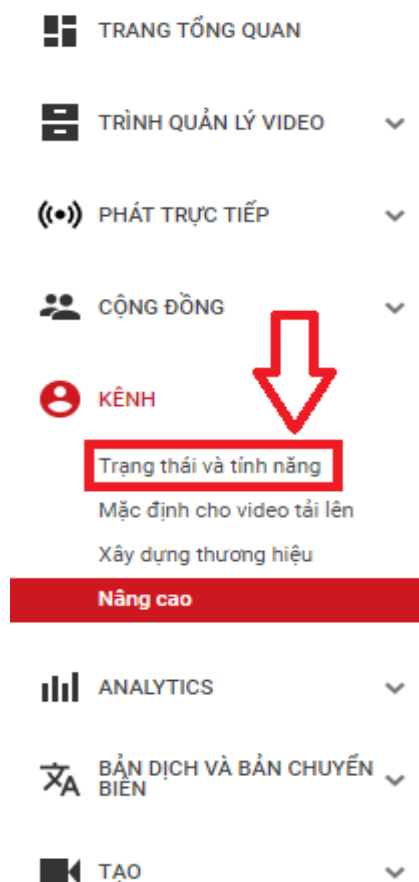 TRANG TỔNG QUAN
TRÌNH QUẢN LÝ VIDEO
PHÁT TRỰC TIẾP
CỘNG ĐỒNG
KÊNH
Trạng thái và tính năng
Mặc định cho video tải lên
Xây dựng thương hiệu
Nâng cao
ANALYTICS
BẢN DỊCH VÀ BẢN CHUYỂN
BIÊN
TẠO